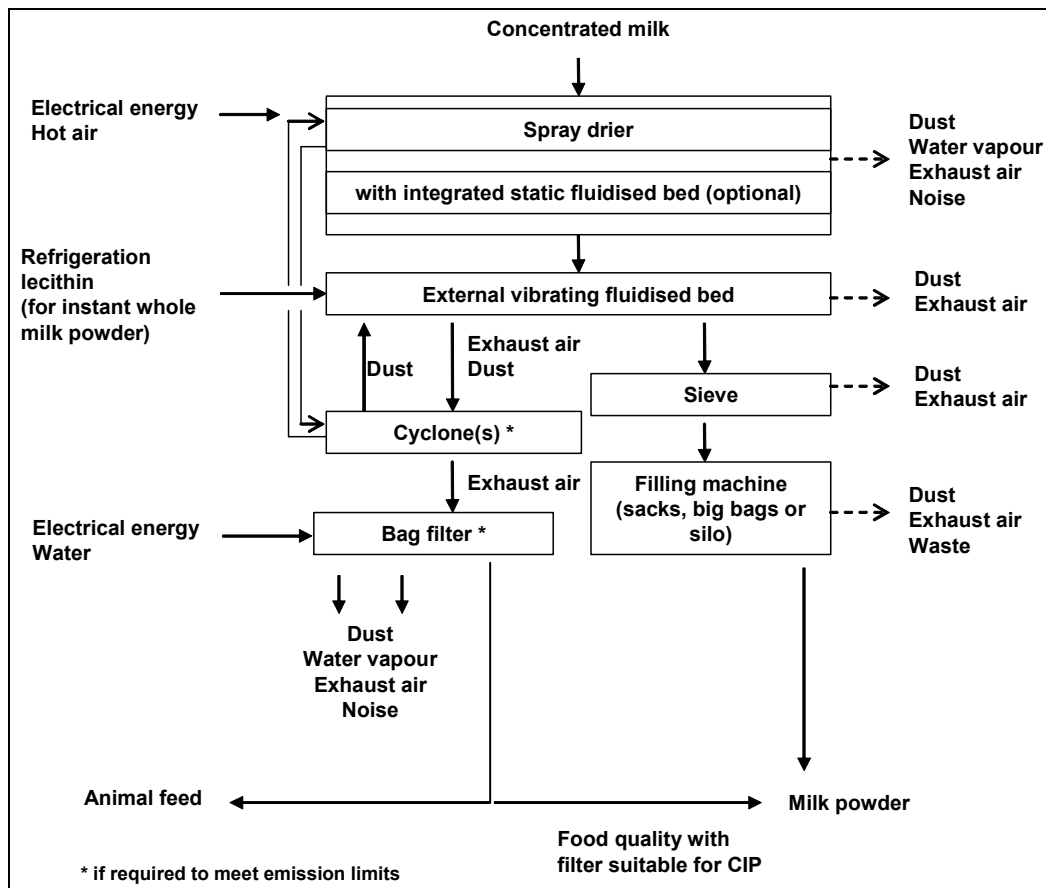 Concentrated milk
Electrical energy
Hot air
Spray drier
with integrated static fluidised bed (optional)
Dust
Water vapour
Exhaust air
Noise
Refrigeration
lecithin
(for instant whole
milk powder)
External vibrating fluidised bed
Dust
Exhaust air
Dust
Exhaust air
Dust
Sieve
Dust
Exhaust air
Cyclone(s) *
Exhaust air
Filling machine
(sacks, big bags or
silo)
Dust
Exhaust air
Waste
Electrical energy
Water
Bag filter *
Dust
Water vapour
Exhaust air
Noise
Animal feed
Milk powder
Food quality with
filter suitable for CIP
* if required to meet emission limits